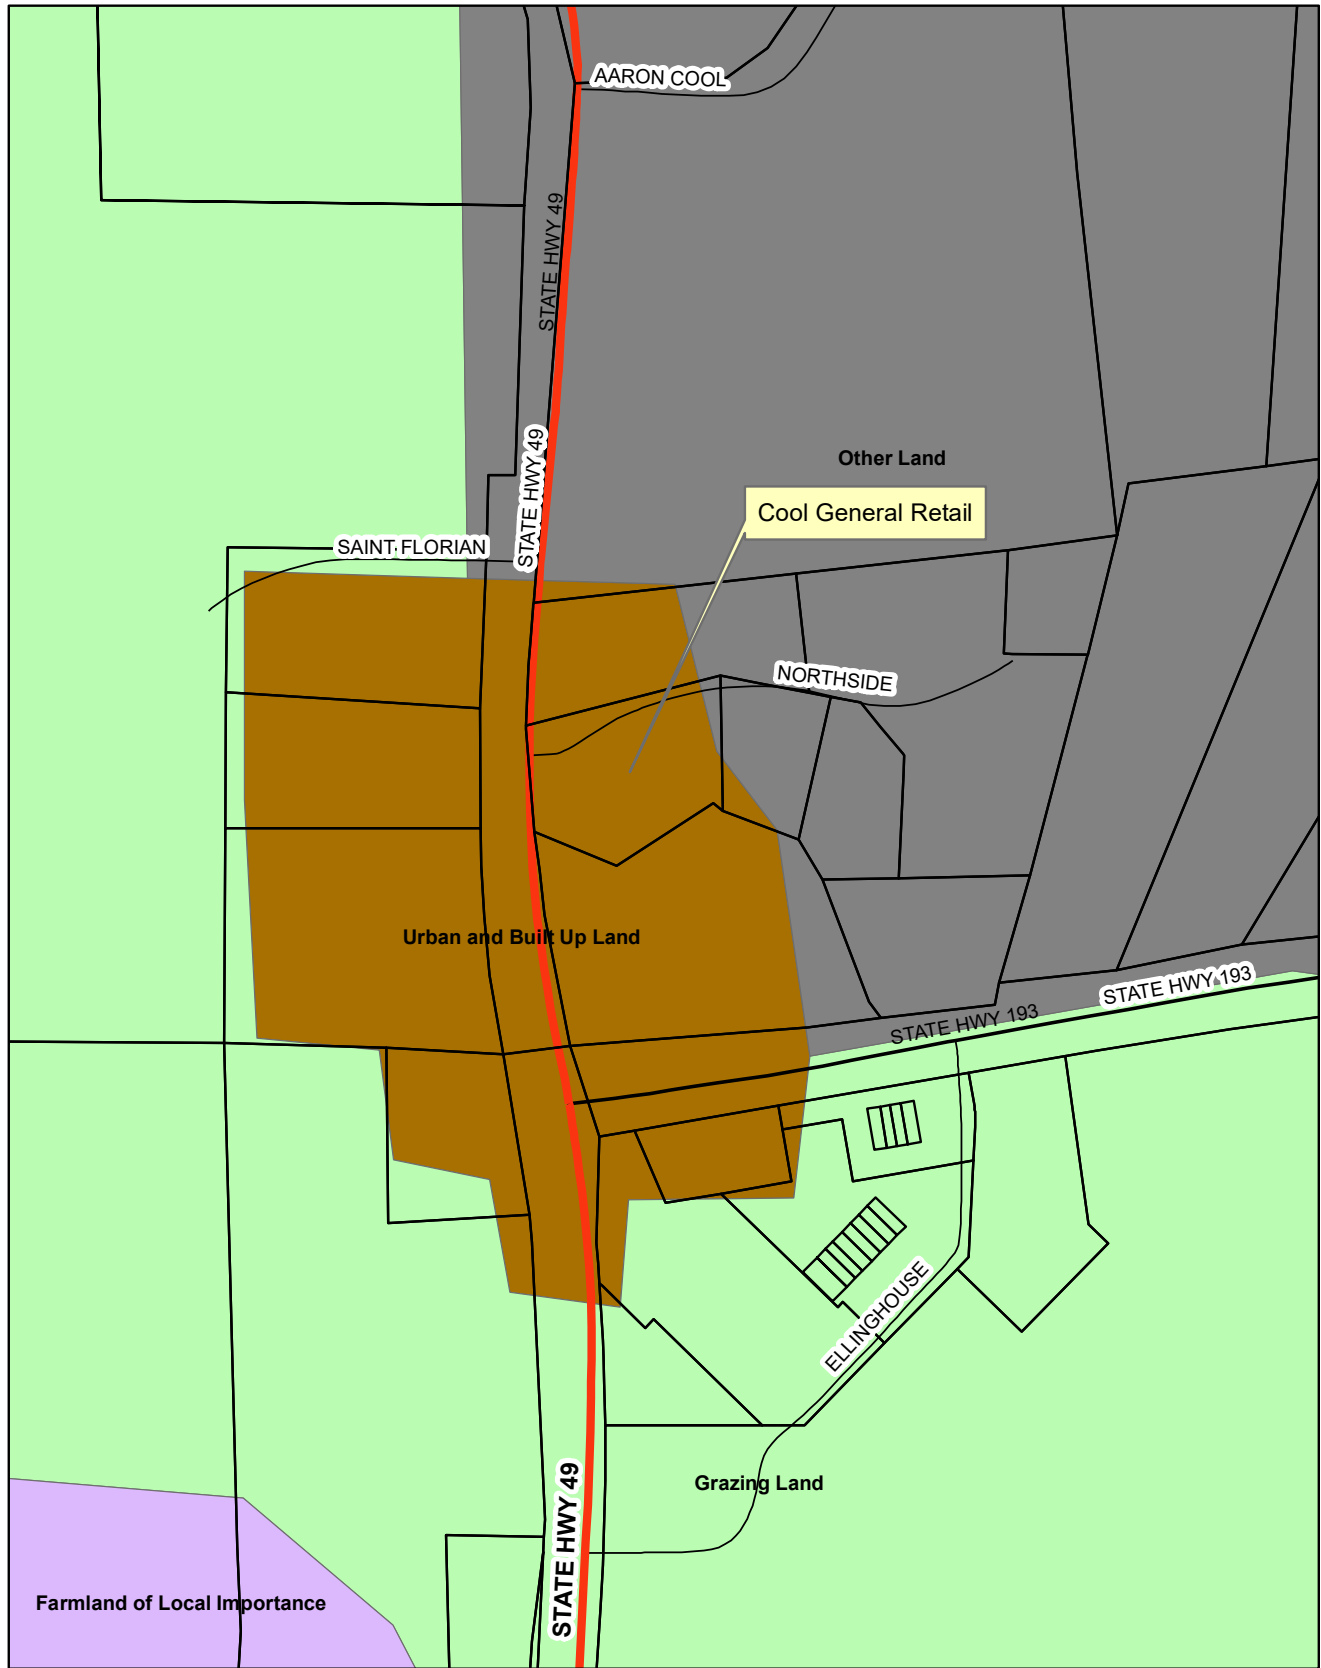 AARON COOL
STATE HWY 49
STATE HWY 49
Other Land
Cool General Retail
SAINT FLORIAN
NORTHSIDE
Urban and Built Up Land
STATE HWY 193
STATE HWY 193
ELLINGHOUSE
Grazing Land
STATE HWY 49
Farmland of Local Importance